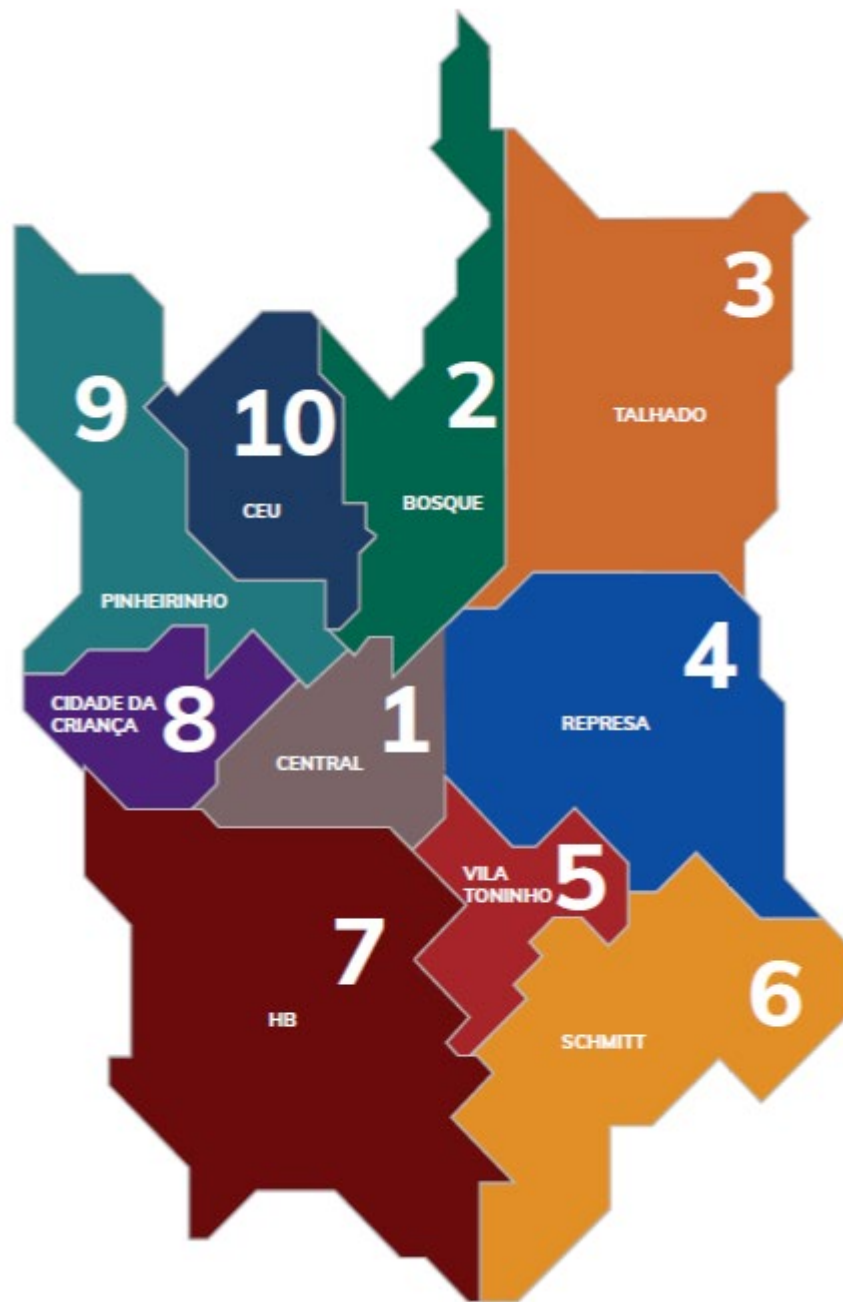 3
TALHADO
2
BOSQUE
9
PINHEIRINHO
10
CEU
4
REPRESA
CIDADE DA
CRIANÇA
8
1
CENTRAL
5
VILA
TONINHO
7
HB
6
SCHMITT